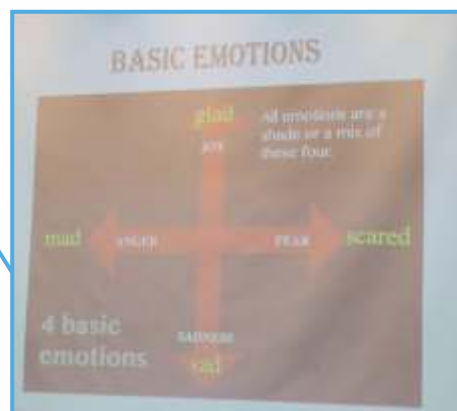 BASIC EMOTIONS
glad
All emotions are a
shade or a mix of
these four.
JOY
mad
ANGER
FEAR
scared
SADNESS
sad
4 basic
emotions